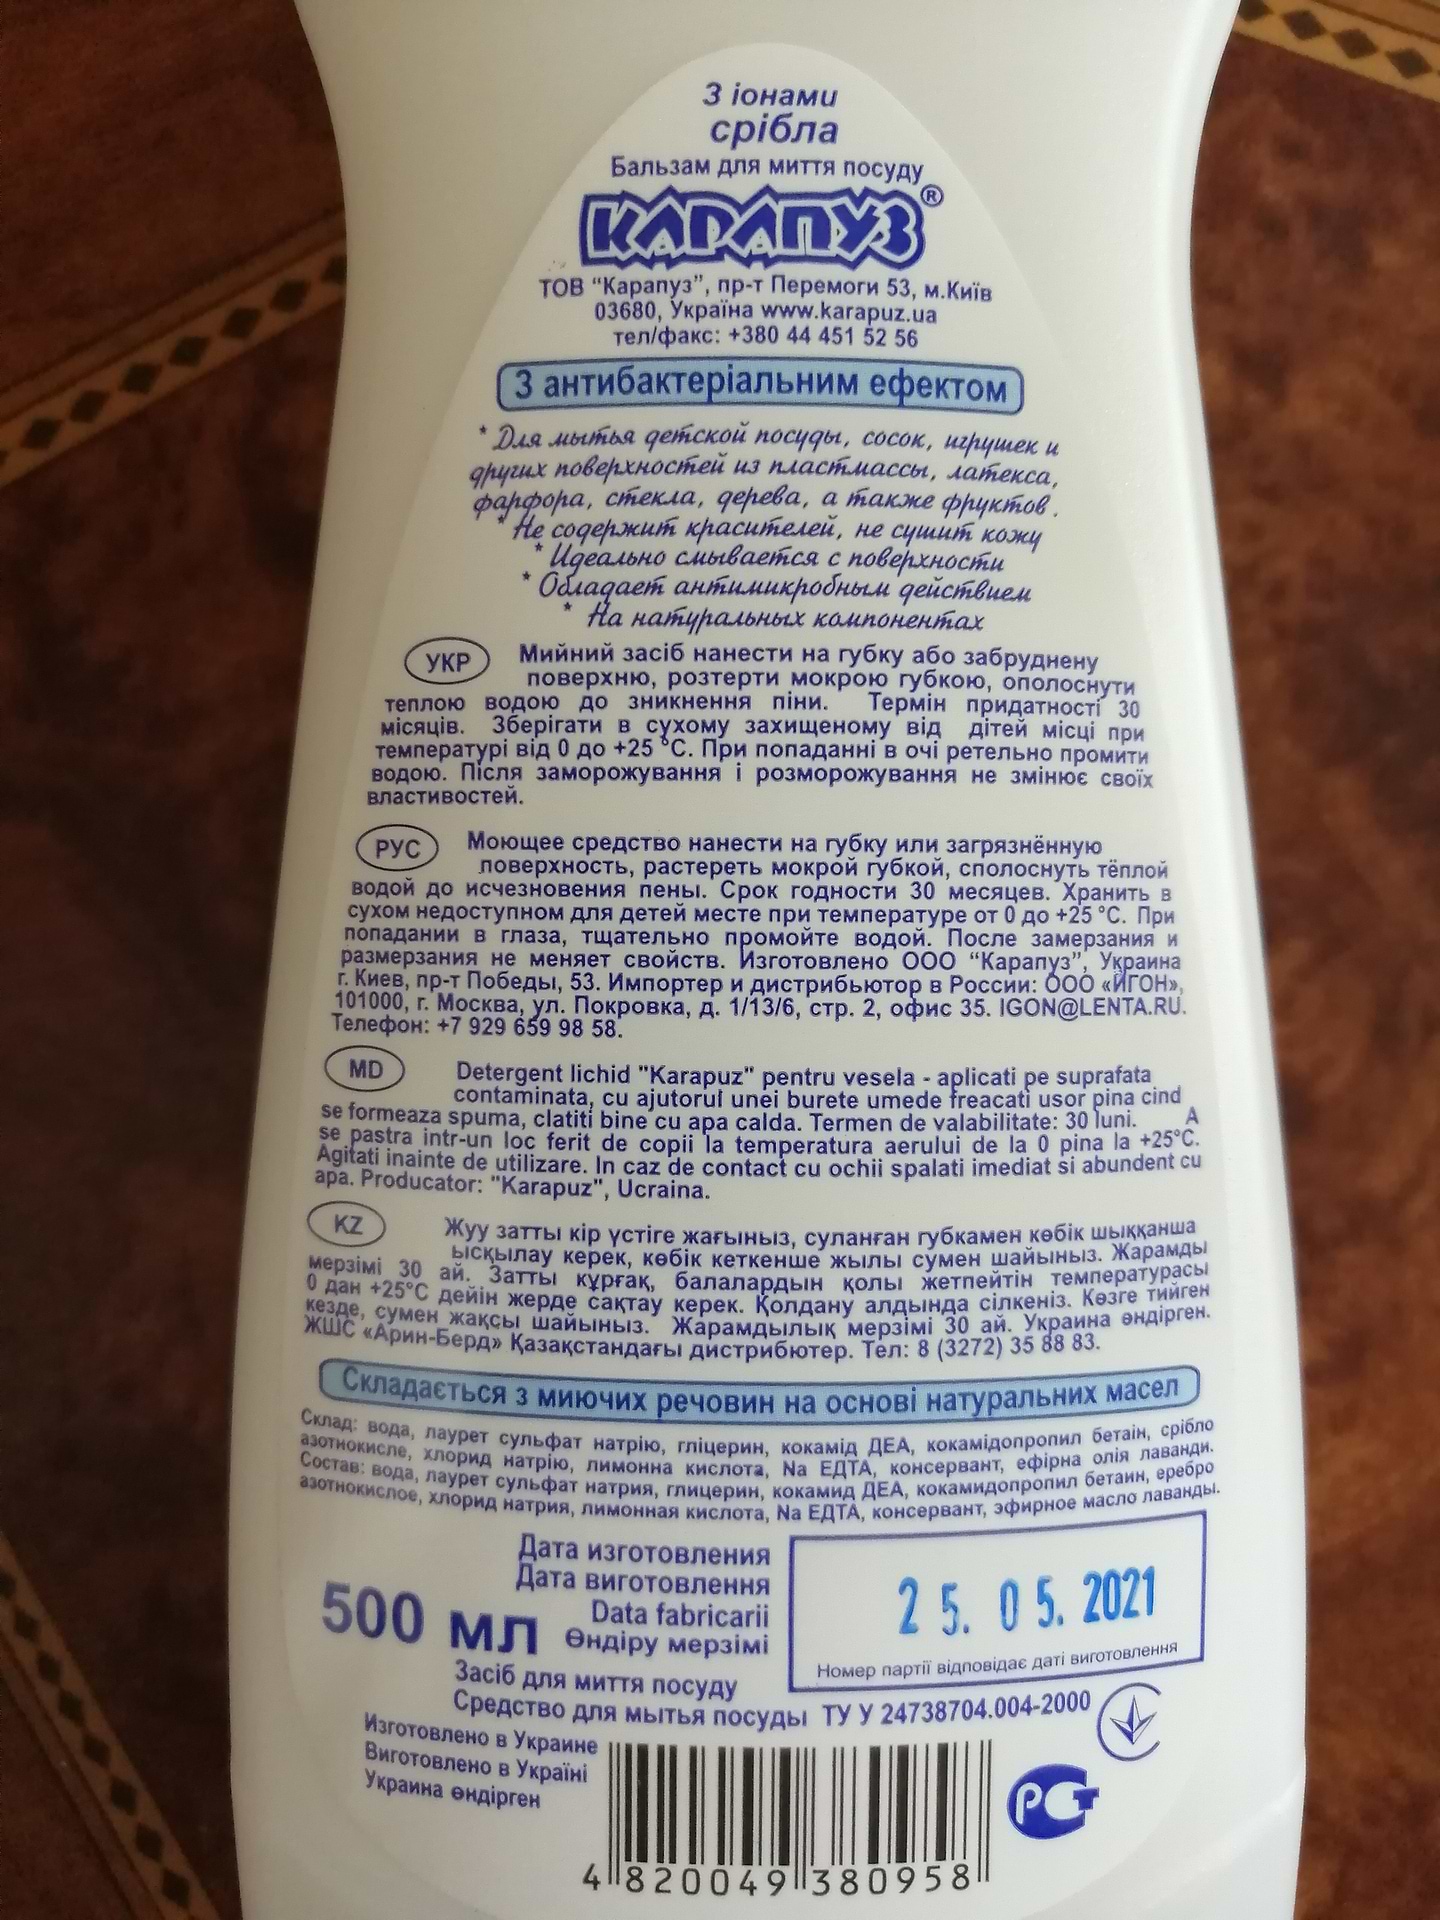 З іонами
срібла
Бальзам для миття посуду
КАРАПУЗ®
ТОВ "Карапуз", пр-т Перемоги 53, м.Київ
03680, Україна www.karapuz.ua
тел/факс: +380 44 451 52 56
З антибактеріальним ефектом
* Для мытья детской посуды, сосок, игрушек и
других поверхностей из пластмассы, латекса,
фарфора, стекла, дерева, а также фруктов.
* Не содержит красителей, не сушит кожу
* Идеально смывается с поверхности
* Обладает антимикробным действием
* На натуральных компонентах
УКР Мийний засіб нанести на губку або забруднену
поверхню, розтерти мокрою губкою, ополоснути
теплою водою до зникнення піни. Термін придатності 30
місяців. Зберігати в сухому захищеному від дітей місці при
температурі від 0 до +25 °С. При попаданні в очі ретельно промити
водою. Після заморожування і розморожування не змінює своїх
властивостей.
РУС Моющее средство нанести на губку или загрязнённую
поверхность, растереть мокрой губкой, сполоснуть тёплой
водой до исчезновения пены. Срок годности 30 месяцев. Хранить в
сухом недоступном для детей месте при температуре от 0 до +25 °С. При
попадании в глаза, тщательно промойте водой. После замерзания и
размерзания не меняет свойств. Изготовлено ООО "Карапуз", Украина
г. Киев, пр-т Победы, 53. Импортер и дистрибьютор в России: ООО «ИГОН»,
101000, г. Москва, ул. Покровка, д. 1/13/6, стр. 2, офис 35. IGON@LENTA.RU.
Телефон: +7 929 659 98 58.
MD Detergent lichid "Karapuz" pentru vesela - aplicati pe suprafata
contaminata, cu ajutorul unei burete umede freacati usor pina cind
se formeaza spuma, clatiti bine cu apa calda. Termen de valabilitate: 30 luni. A
se pastra intr-un loc ferit de copii la temperatura aerului de la 0 pina la +25°C.
Agitati inainte de utilizare. In caz de contact cu ochii spalati imediat si abundent cu
apa. Producator: "Karapuz", Ucraina.
KZ Жуу затты кір үстіге жағыныз, суланған губкамен көбік шыққанша
ысқылау керек, көбік кеткенше жылы сумен шайыныз. Жарамды
мерзімі 30 ай. Затты құрғақ, балалардын қолы жетпейтін температурасы
0 дан +25°С дейін жерде сақтау керек. Қолдану алдында сілкеніз. Көзге тийген
кезде, сумен жақсы шайыныз. Жарамдылық мерзімі 30 ай. Украина өндірген.
ЖШС «Арин-Берд» Қазақстандағы дистрибютер. Тел: 8 (3272) 35 88 83.
Складається з миючих речовин на основі натуральних масел
Склад: вода, лаурет сульфат натрію, гліцерин, кокамід ДЕА, кокамідопропил бетаін, срібло
азотнокисле, хлорид натрію, лимонна кислота, Na ЕДТА, консервант, ефірна олія лаванди.
Состав: вода, лаурет сульфат натрия, глицерин, кокамид ДЕА, кокамидопропил бетаин, еребро
азотнокислое, хлорид натрия, лимонная кислота, Na ЕДТА, консервант, эфирное масло лаванды.
Дата изготовления
Дата виготовлення
Data fabricarii
Өндіру мерзімі
500 мл
25.05.2021
Номер партії відповідає даті виготовлення
Засіб для миття посуду
Средство для мытья посуды ТУ У 24738704.004-2000
Изготовлено в Украине
Виготовлено в Україні
Украина өндірген
РСТ
4 820049 380958